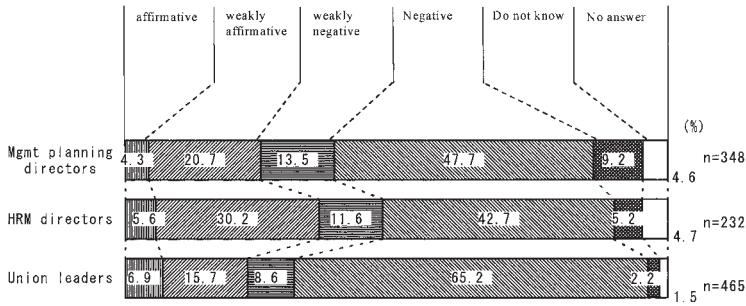 affirmative weakly weakly Negative Do not know No answer
affirmative negative
(%)
Mgmt planning 4.3 20.7 13.5 47.7 9.2 n=348
directors 4.6
HRM directors 5.6 30.2 11.6 42.7 5.2 n=232
4.7
Union leaders 6.9 15.7 8.6 65.2 2.2 n=465
1.5